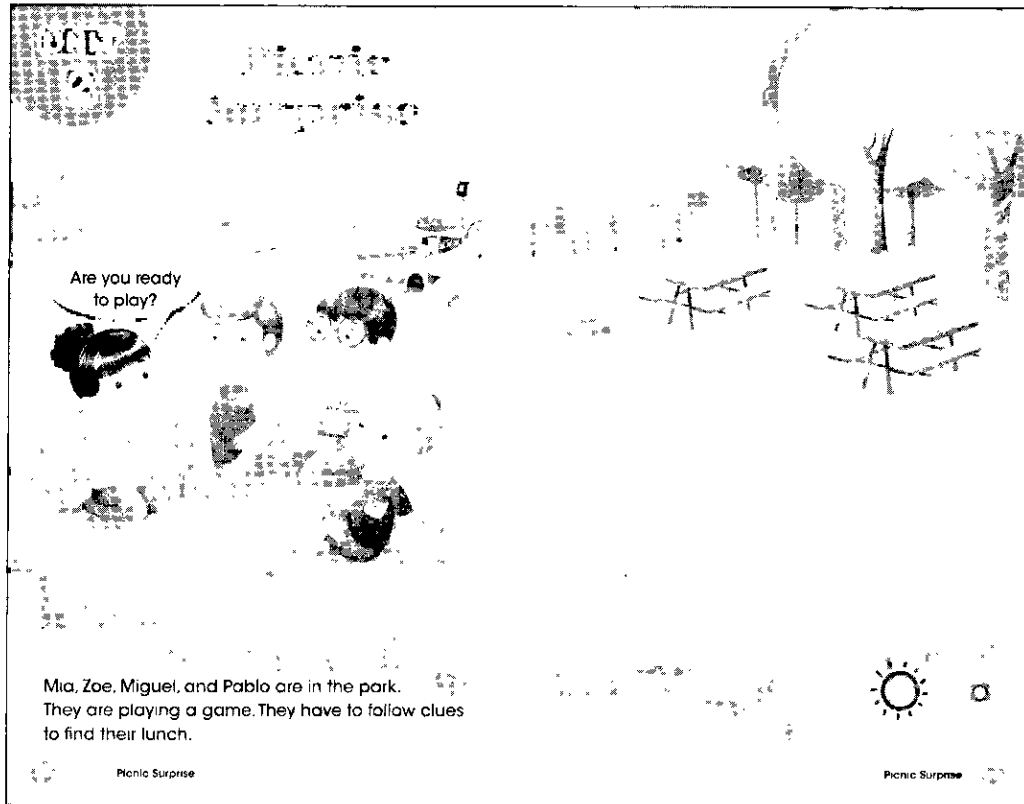 Are you ready
to play?
Mia, Zoe, Miguel, and Pablo are in the park.
They are playing a game. They have to follow clues
to find their lunch.
Picnic Surprise
Picnic Surprise